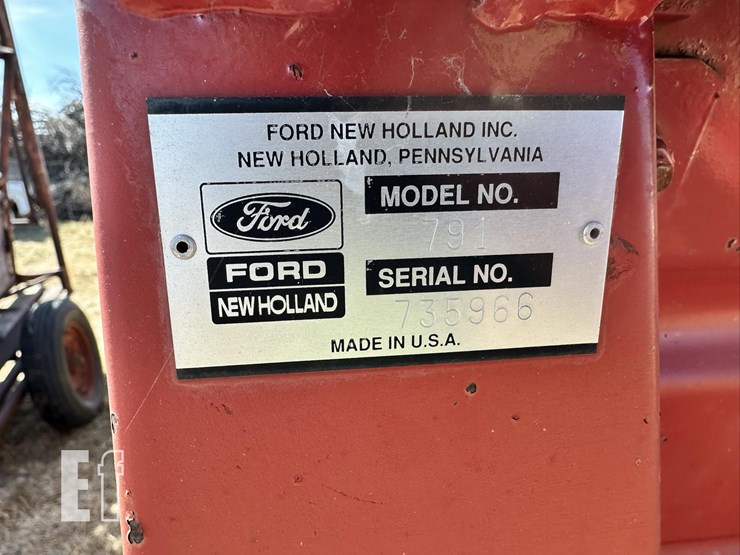 FORD NEW HOLLAND INC.
NEW HOLLAND, PENNSYLVANIA
Ford
FORD
NEW HOLLAND
MODEL NO.
791
SERIAL NO.
735966
MADE IN U.S.A.
Ef